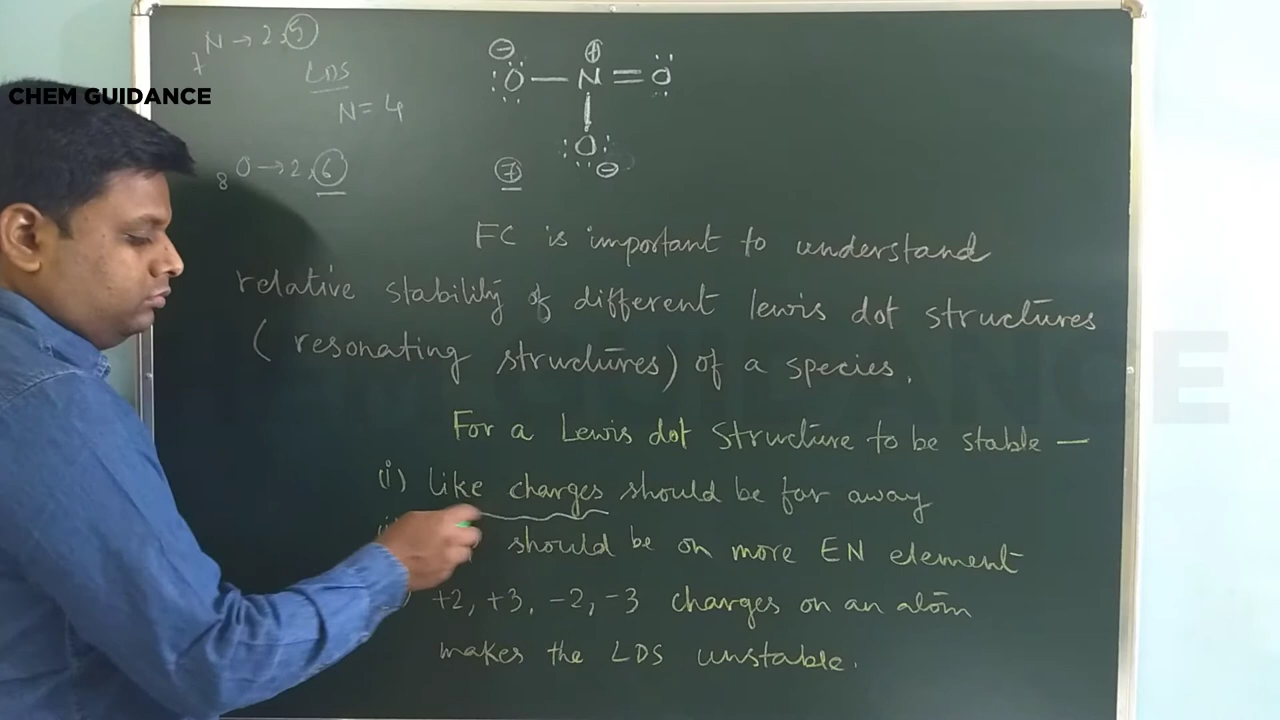 ₇N → 2,5
LDS
N = 4
CHEM GUIDANCE
₈O → 2,6
⊖ ⊕
:O — N = O
:O: ⊖
7
FC is important to understand
relative stability of different lewis dot structures
( resonating structures) of a species.
For a Lewis dot Structure to be stable —
(i) like charges should be far away
should be on more EN element
+2, +3, -2, -3 charges on an atom
makes the LDS unstable.